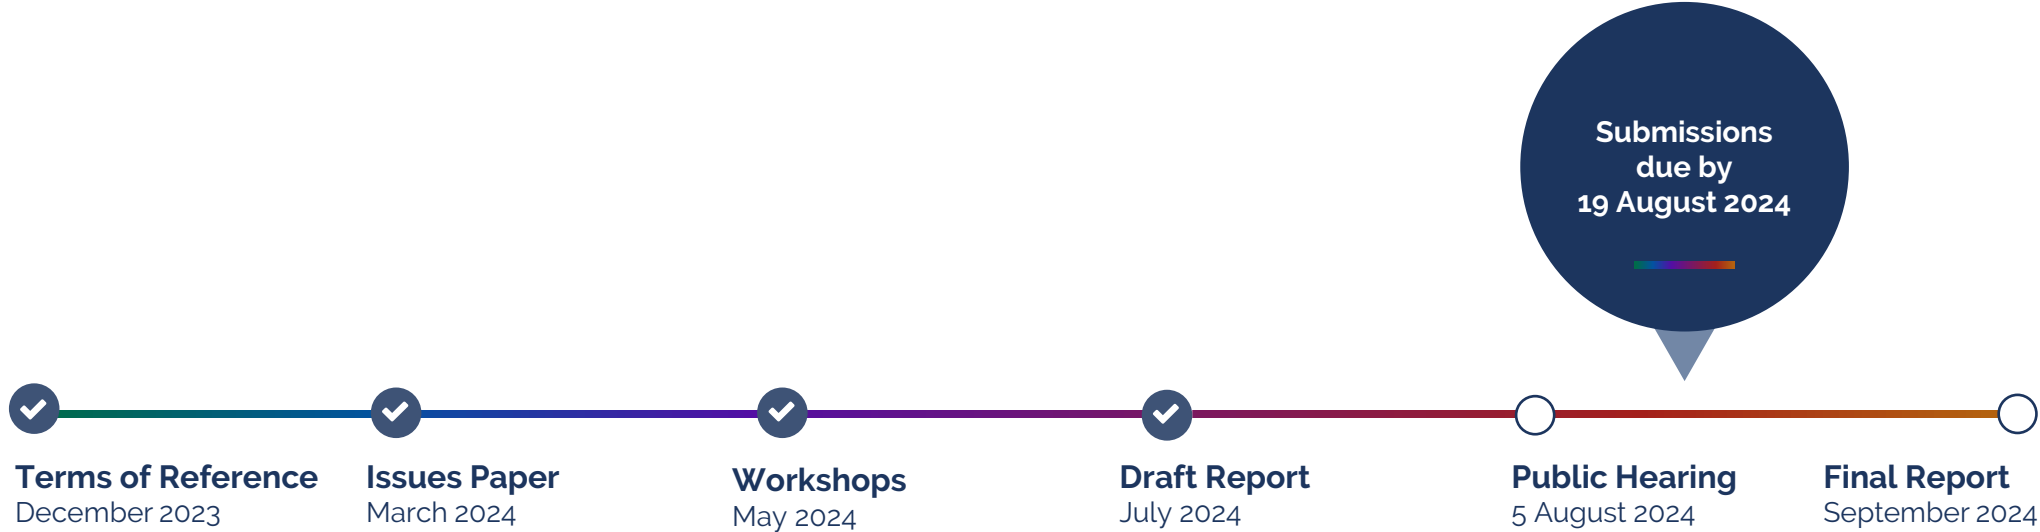 Submissions
due by
19 August 2024
Terms of Reference
December 2023
Issues Paper
March 2024
Workshops
May 2024
Draft Report
July 2024
Public Hearing
5 August 2024
Final Report
September 2024